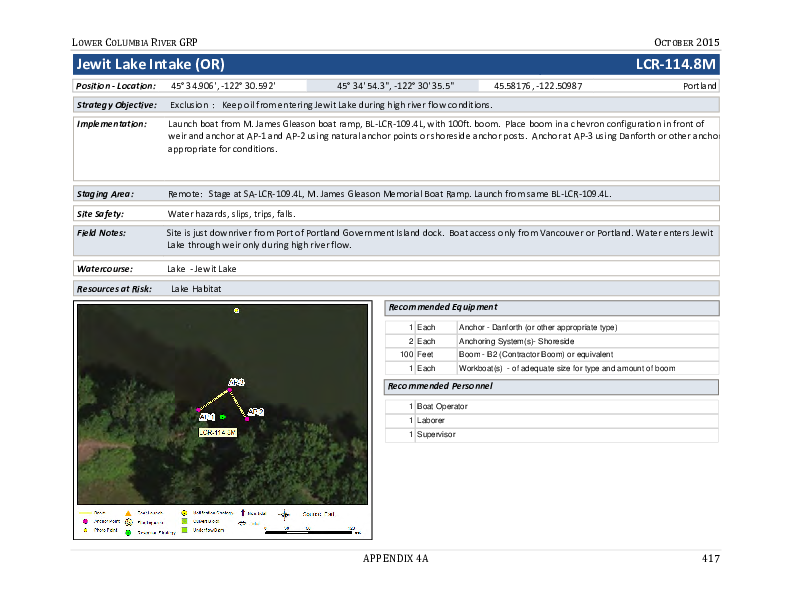 LOWER COLUMBIA RIVER GRP OCTOBER 2015
Jewit Lake Intake (OR) LCR-114.8M
Position - Location: 45° 34.906', -122° 30.592' 45° 34' 54.3", -122° 30' 35.5" 45.58176, -122.50987 Portland
Strategy Objective: Exclusion : Keep oil from entering Jewit Lake during high river flow conditions.
Implementation: Launch boat from M. James Gleason boat ramp, BL-LCR-109.4L, with 100ft. boom. Place boom in a chevron configuration in front of
weir and anchor at AP-1 and AP-2 using natural anchor points or shoreside anchor posts. Anchor at AP-3 using Danforth or other anchor
appropriate for conditions.
Staging Area: Remote: Stage at SA-LCR-109.4L, M. James Gleason Memorial Boat Ramp. Launch from same BL-LCR-109.4L.
Site Safety: Water hazards, slips, trips, falls.
Field Notes: Site is just downriver from Port of Portland Government Island dock. Boat access only from Vancouver or Portland. Water enters Jewit
Lake through weir only during high river flow.
Watercourse: Lake - Jewit Lake
Resources at Risk: Lake Habitat
Recommended Equipment
1 Each Anchor - Danforth (or other appropriate type)
2 Each Anchoring System(s)- Shoreside
100 Feet Boom - B2 (Contractor Boom) or equivalent
1 Each Workboat(s) - of adequate size for type and amount of boom
Recommended Personnel
1 Boat Operator
1 Laborer
1 Supervisor
AP-3
AP-1
AP-2
LCR-114.8M
Anchor Point
Photo Point
Notification Strategy
Collection Strategy
APPENDIX 4A 417